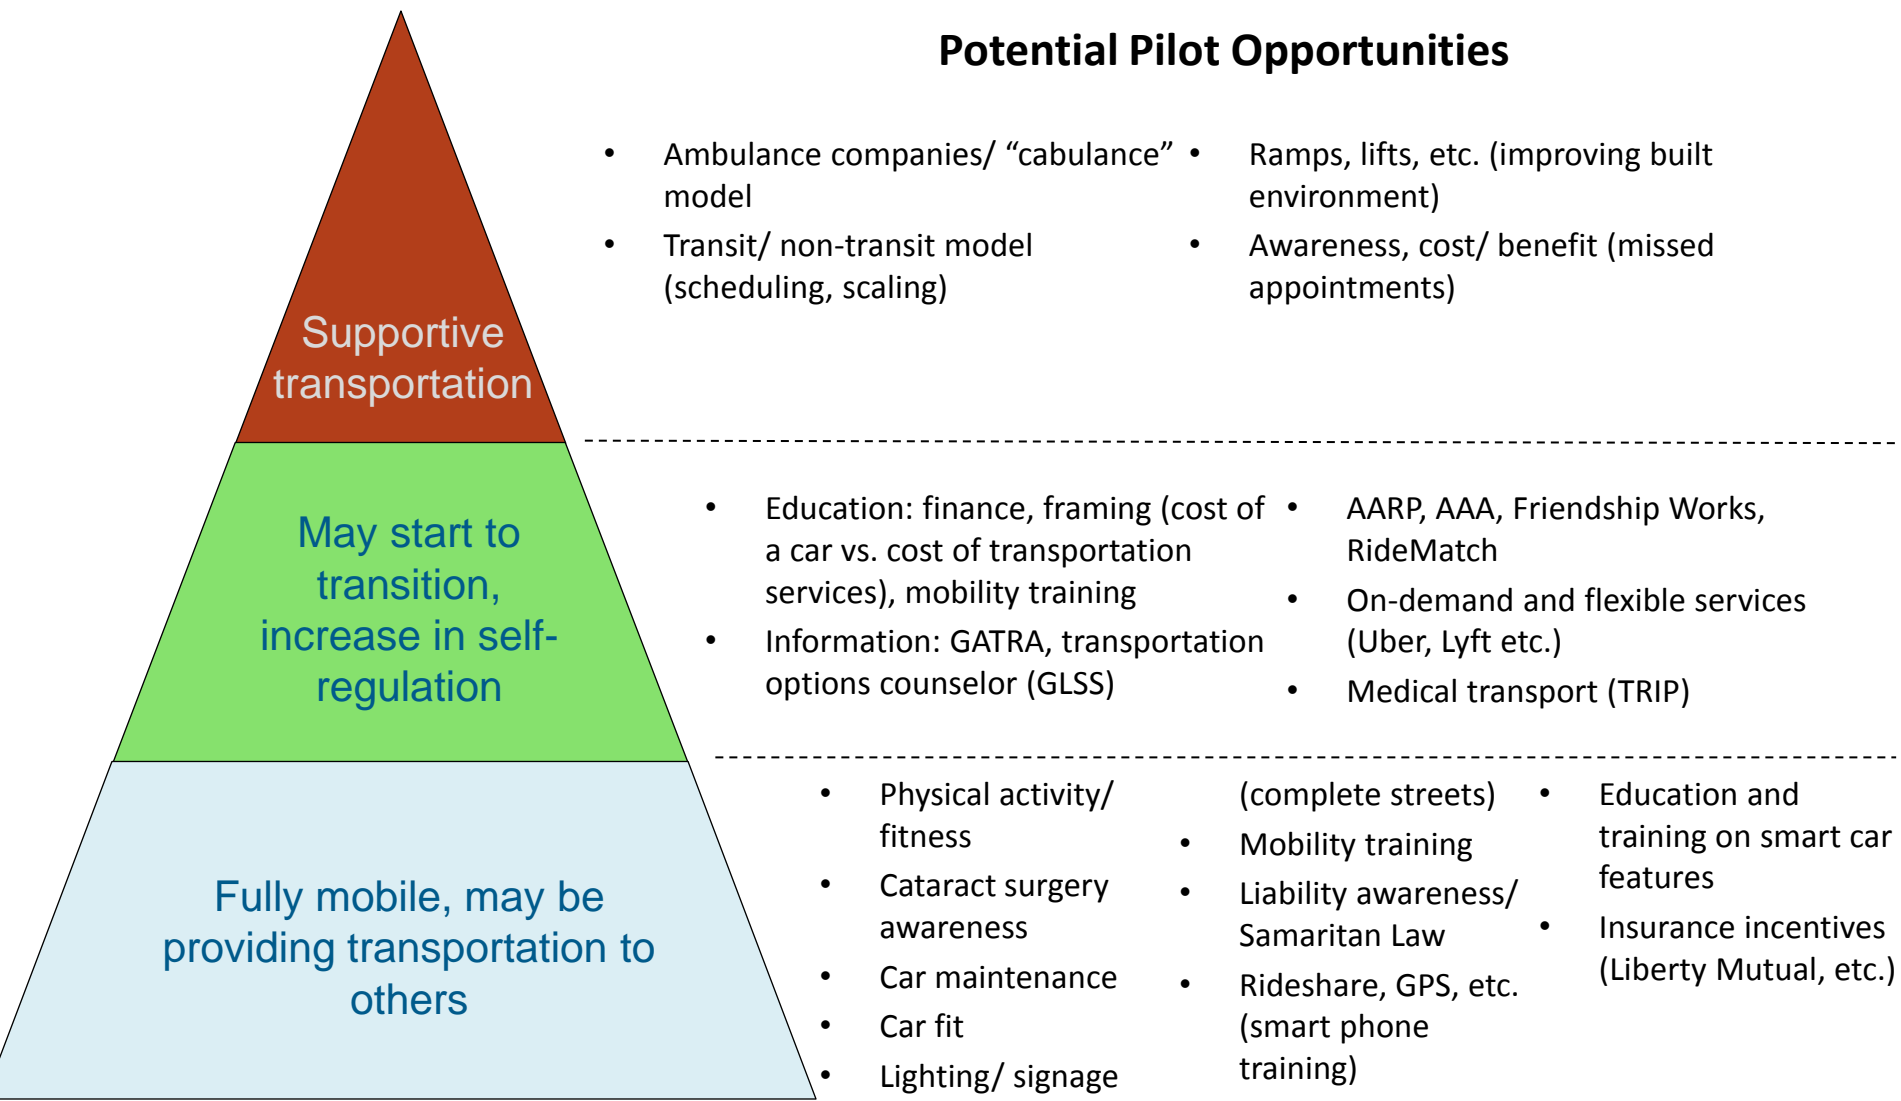 Potential Pilot Opportunities
Supportive
transportation
• Ambulance companies/ “cabulance”
model
• Transit/ non-transit model
(scheduling, scaling)
• Ramps, lifts, etc. (improving built
environment)
• Awareness, cost/ benefit (missed
appointments)
May start to
transition,
increase in self-
regulation
• Education: finance, framing (cost of
a car vs. cost of transportation
services), mobility training
• Information: GATRA, transportation
options counselor (GLSS)
• AARP, AAA, Friendship Works,
RideMatch
• On-demand and flexible services
(Uber, Lyft etc.)
• Medical transport (TRIP)
Fully mobile, may be
providing transportation to
others
• Physical activity/
fitness
• Cataract surgery
awareness
• Car maintenance
• Car fit
• Lighting/ signage
(complete streets)
• Mobility training
• Liability awareness/
Samaritan Law
• Rideshare, GPS, etc.
(smart phone
training)
• Education and
training on smart car
features
• Insurance incentives
(Liberty Mutual, etc.)